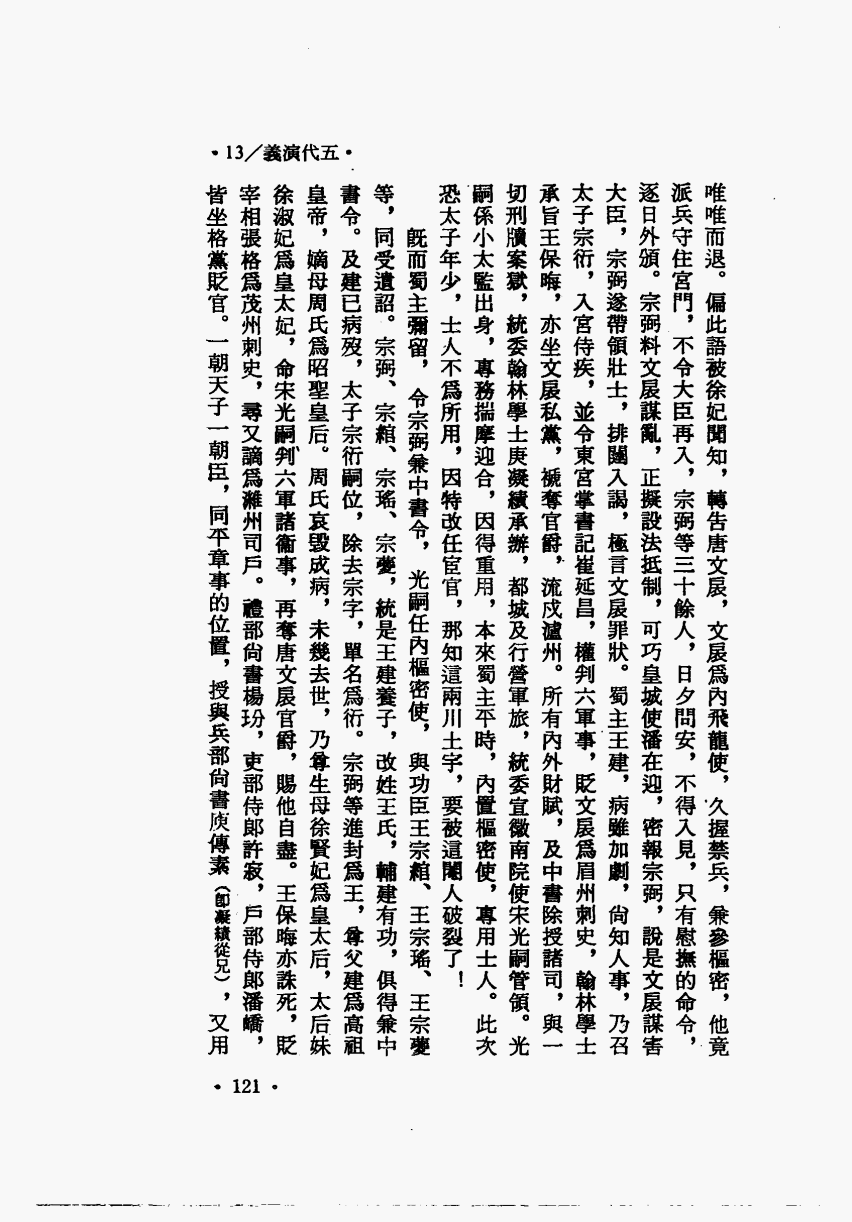 •13／義演代五•
唯唯而退。偏此語被徐妃聞知，轉告唐文扆，文扆爲內飛龍使，久握禁兵，兼參樞密，他竟
派兵守住宮門，不令大臣再入，宗弼等三十餘人，日夕問安，不得入見，只有慰撫的命令，
逐日外頒。宗弼料文扆謀亂，正擬設法抵制，可巧皇城使潘在迎，密報宗弼，說是文扆謀害
大臣，宗弼遂帶領壯士，排闥入謁，極言文扆罪狀。蜀主王建，病雖加劇，尙知人事，乃召
太子宗衍，入宮侍疾，並令東宮掌書記崔延昌，權判六軍事，貶文扆爲眉州刺史，翰林學士
承旨王保晦，亦坐文扆私黨，褫奪官爵，流戍瀘州。所有內外財賦，及中書除授諸司，與一
切刑牘案獄，統委翰林學士庾凝績承辦，都城及行營軍旅，統委宣徽南院使宋光嗣管領。光
嗣係小太監出身，專務揣摩迎合，因得重用，本來蜀主平時，內置樞密使，專用士人。此次
恐太子年少，士人不爲所用，因特改任宦官，那知這兩川土宇，要被這閹人破裂了！
旣而蜀主彌留，令宗弼兼中書令，光嗣任內樞密使，與功臣王宗綰、王宗瑤、王宗夔
等，同受遺詔。宗弼、宗綰、宗瑤、宗夔，統是王建養子，改姓王氏，輔建有功，俱得兼中
書令。及建已病歿，太子宗衍嗣位，除去宗字，單名爲衍。宗弼等進封爲王，尊父建爲高祖
皇帝，嫡母周氏爲昭聖皇后。周氏哀毀成病，未幾去世，乃尊生母徐賢妃爲皇太后，太后妹
徐淑妃爲皇太妃，命宋光嗣判六軍諸衞事，再奪唐文扆官爵，賜他自盡。王保晦亦誅死，貶
宰相張格爲茂州刺史，尋又謫爲濰州司戶。禮部尙書楊玢，吏部侍郎許寂，戶部侍郎潘嶠，
皆坐格黨貶官。一朝天子一朝臣，同平章事的位置，授與兵部尙書庾傳素（卽凝績從兄），又用
•121•